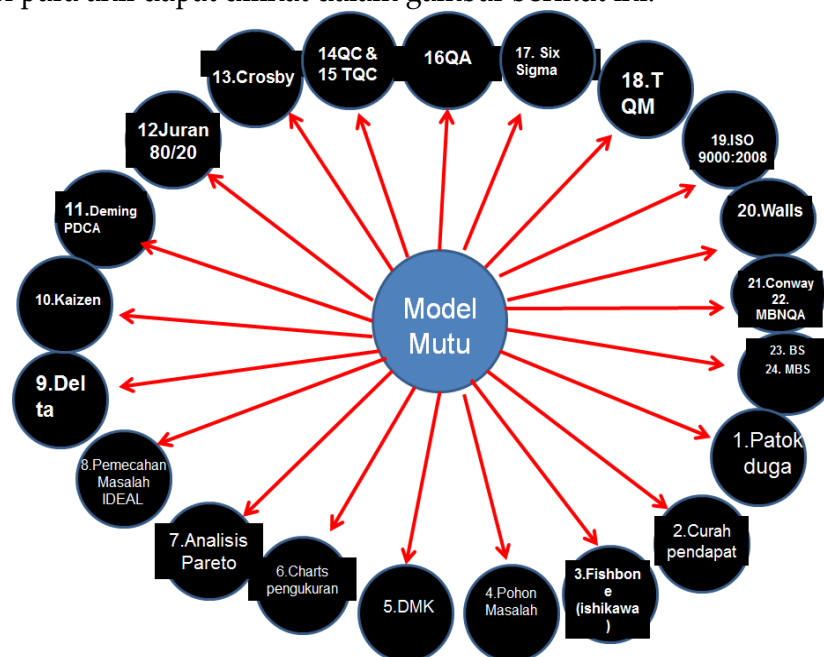 14QC &
15 TQC
16QA
17. Six
Sigma
13.Crosby
18.T
QM
12Juran
80/20
19.ISO
9000:2008
11.Deming
PDCA
20.Walls
10.Kaizen
Model
Mutu
21.Conway
22.
MBNQA
23. BS
24. MBS
9.Del
ta
1.Patok
duga
8.Pemecahan
Masalah
IDEAL
2.Curah
pendapat
7.Analisis
Pareto
6.Charts
pengukuran
5.DMK
4.Pohon
Masalah
3.Fishbon
e
(ishikawa
)